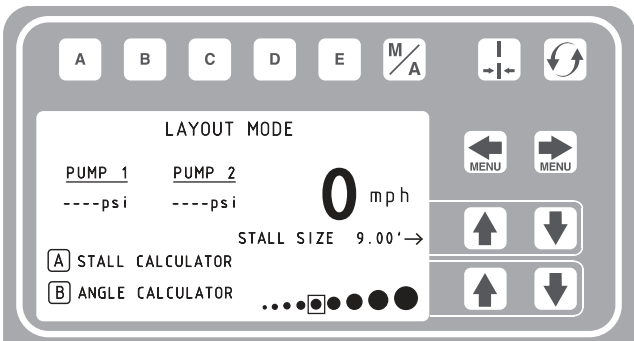 A B C D E M/A
MENU MENU
LAYOUT MODE
PUMP 1 PUMP 2
----psi ----psi 0 mph
STALL SIZE 9.00'→
A STALL CALCULATOR
B ANGLE CALCULATOR